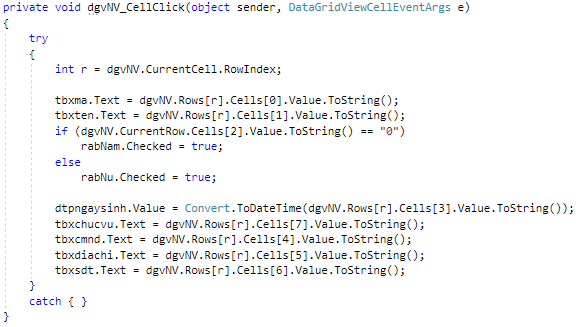 private void dgvNV_CellClick(object sender, DataGridViewCellEventArgs e)
{
    try
    {
        int r = dgvNV.CurrentCell.RowIndex;

        tbxma.Text = dgvNV.Rows[r].Cells[0].Value.ToString();
        tbxten.Text = dgvNV.Rows[r].Cells[1].Value.ToString();
        if (dgvNV.CurrentRow.Cells[2].Value.ToString() == "0")
            rabNam.Checked = true;
        else
            rabNu.Checked = true;

        dtpngaysinh.Value = Convert.ToDateTime(dgvNV.Rows[r].Cells[3].Value.ToString());
        tbxchucvu.Text = dgvNV.Rows[r].Cells[7].Value.ToString();
        tbxcmnd.Text = dgvNV.Rows[r].Cells[4].Value.ToString();
        tbxdiachi.Text = dgvNV.Rows[r].Cells[5].Value.ToString();
        tbxsdt.Text = dgvNV.Rows[r].Cells[6].Value.ToString();
    }
    catch { }
}